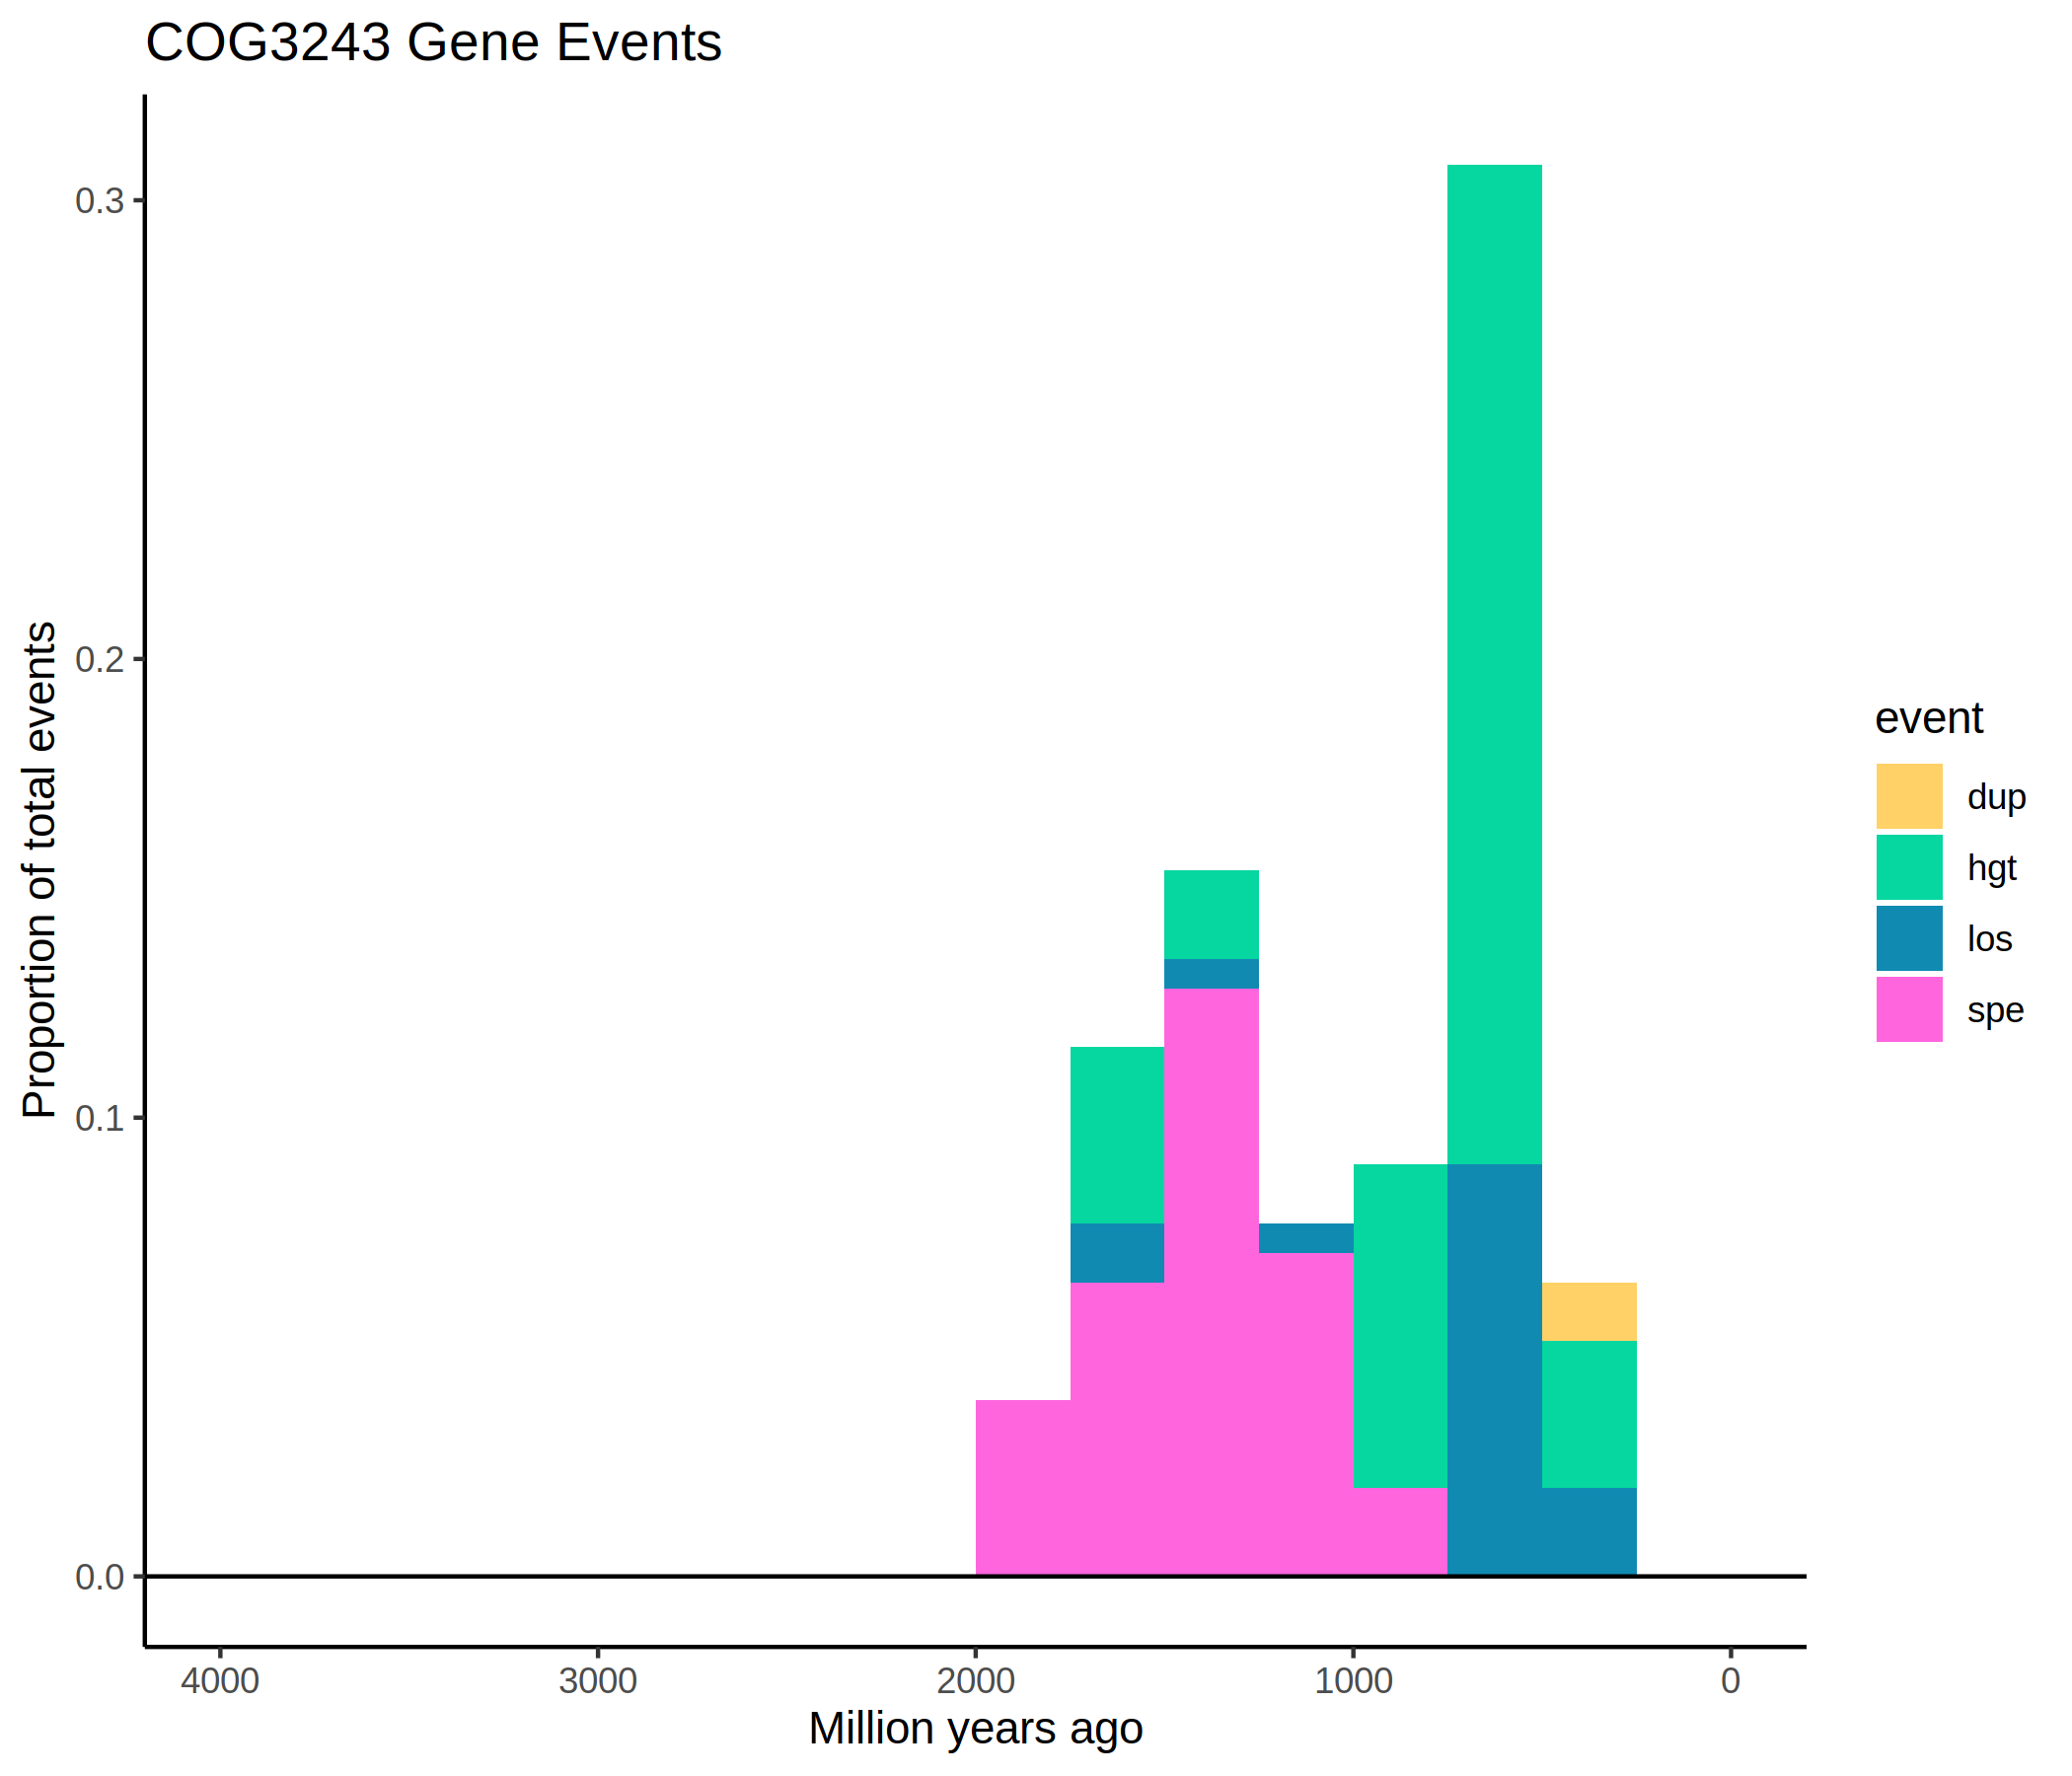 COG3243 Gene Events
Proportion of total events
0.3
0.2
0.1
0.0
4000 3000 2000 1000 0
Million years ago
event
dup
hgt
los
spe